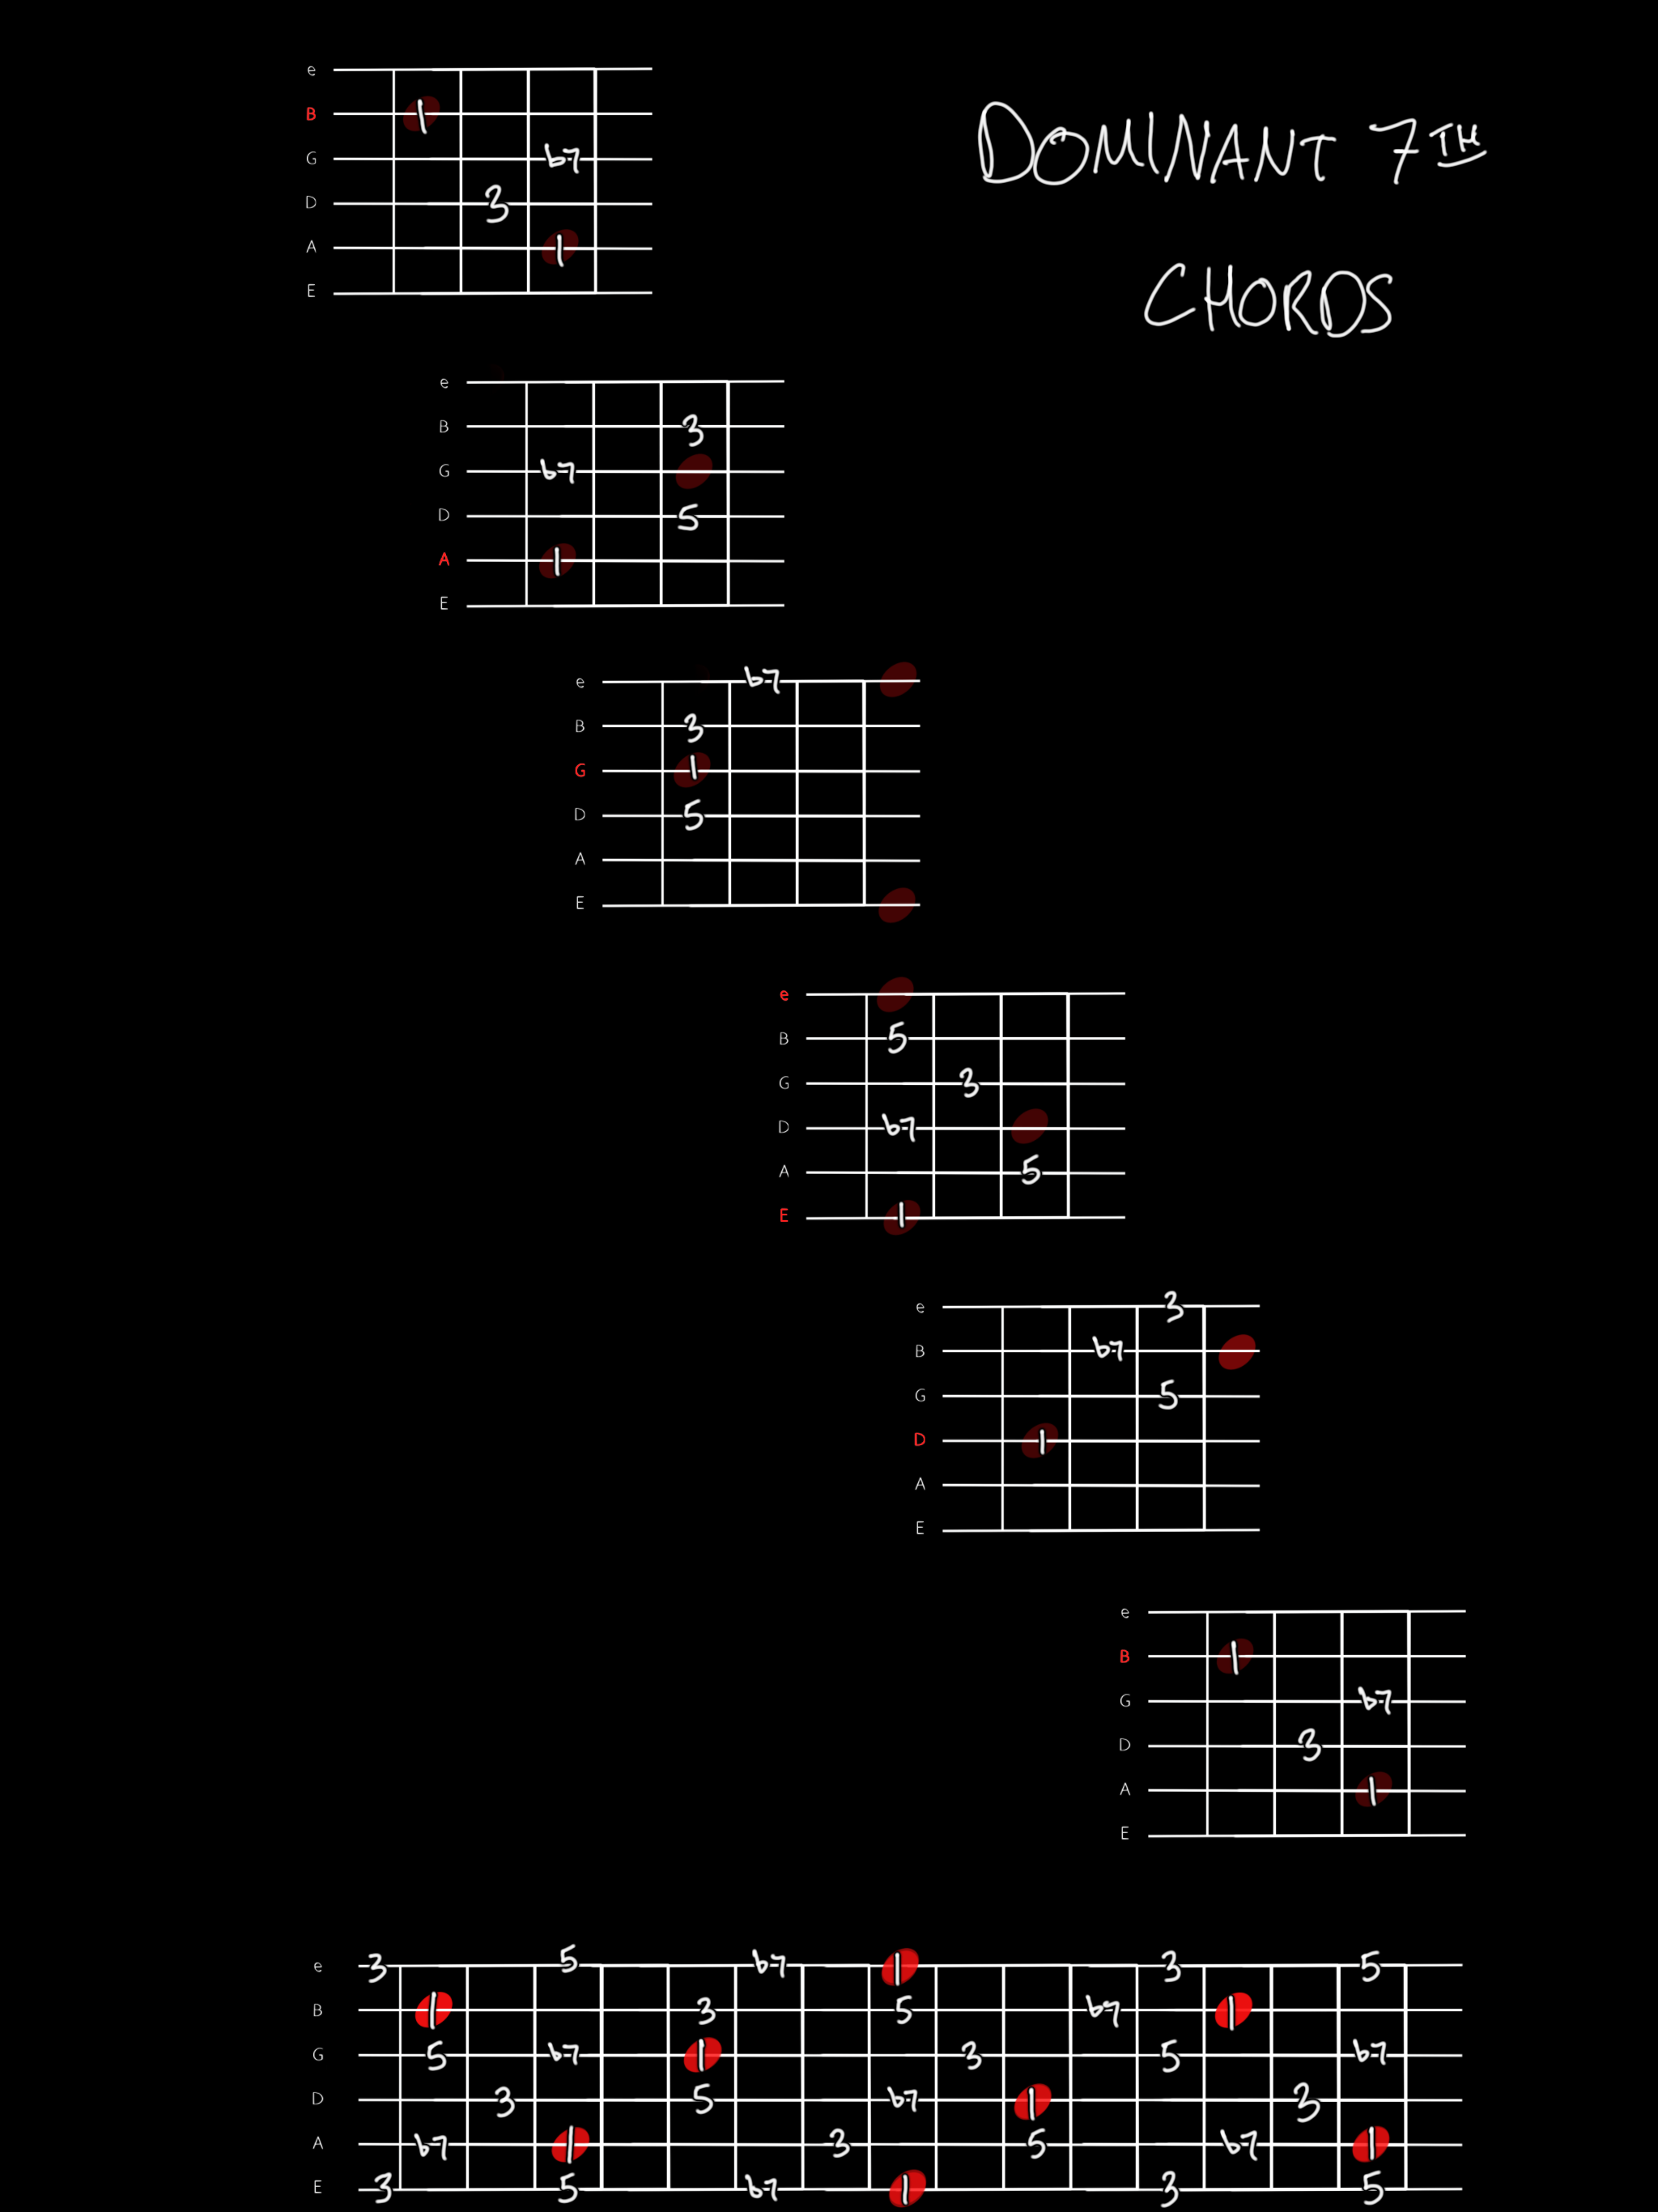 DOMINANT 7TH
CHORDS
e
B 1
G b7
D 3
A 1
E
e
B 3
G b7
D 5
A 1
E
e b7
B 3
G 1
D 5
A
E
e
B 5
G 3
D b7
A 5
E 1
e 3
B b7
G 5
D 1
A
E
e
B 1
G b7
D 3
A 1
E
e 3 5 b7 1 3 5
B 1 3 5 b7 1
G 5 b7 1 3 5 b7
D 3 5 b7 1 3
A b7 1 3 5 b7 1
E 3 5 b7 1 3 5